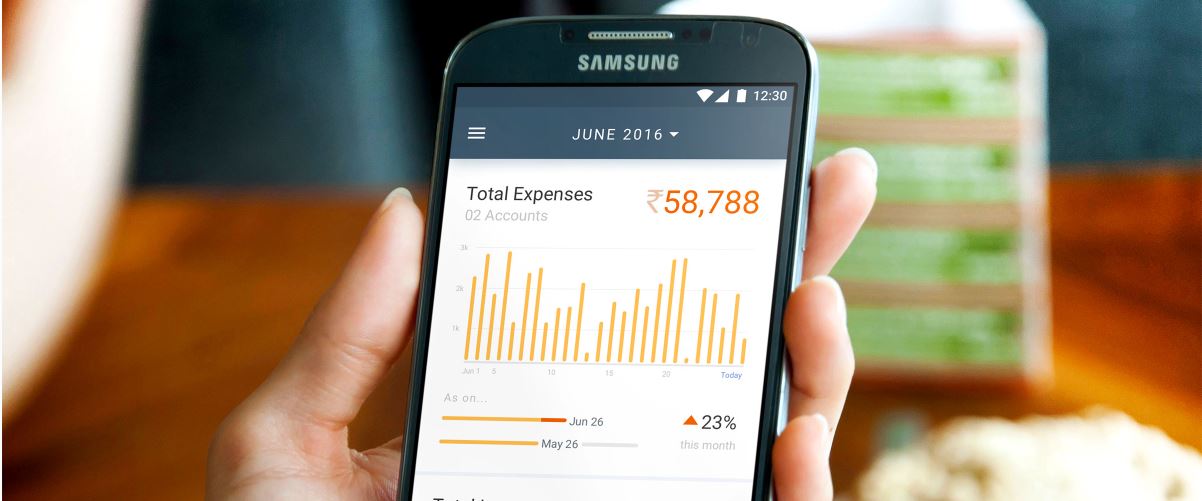 SAMSUNG
12:30
JUNE 2016
Total Expenses
₹58,788
02 Accounts
3k
2k
1k
Jun 1 5 10 15 20 Today
As on...
Jun 26
23%
May 26
this month